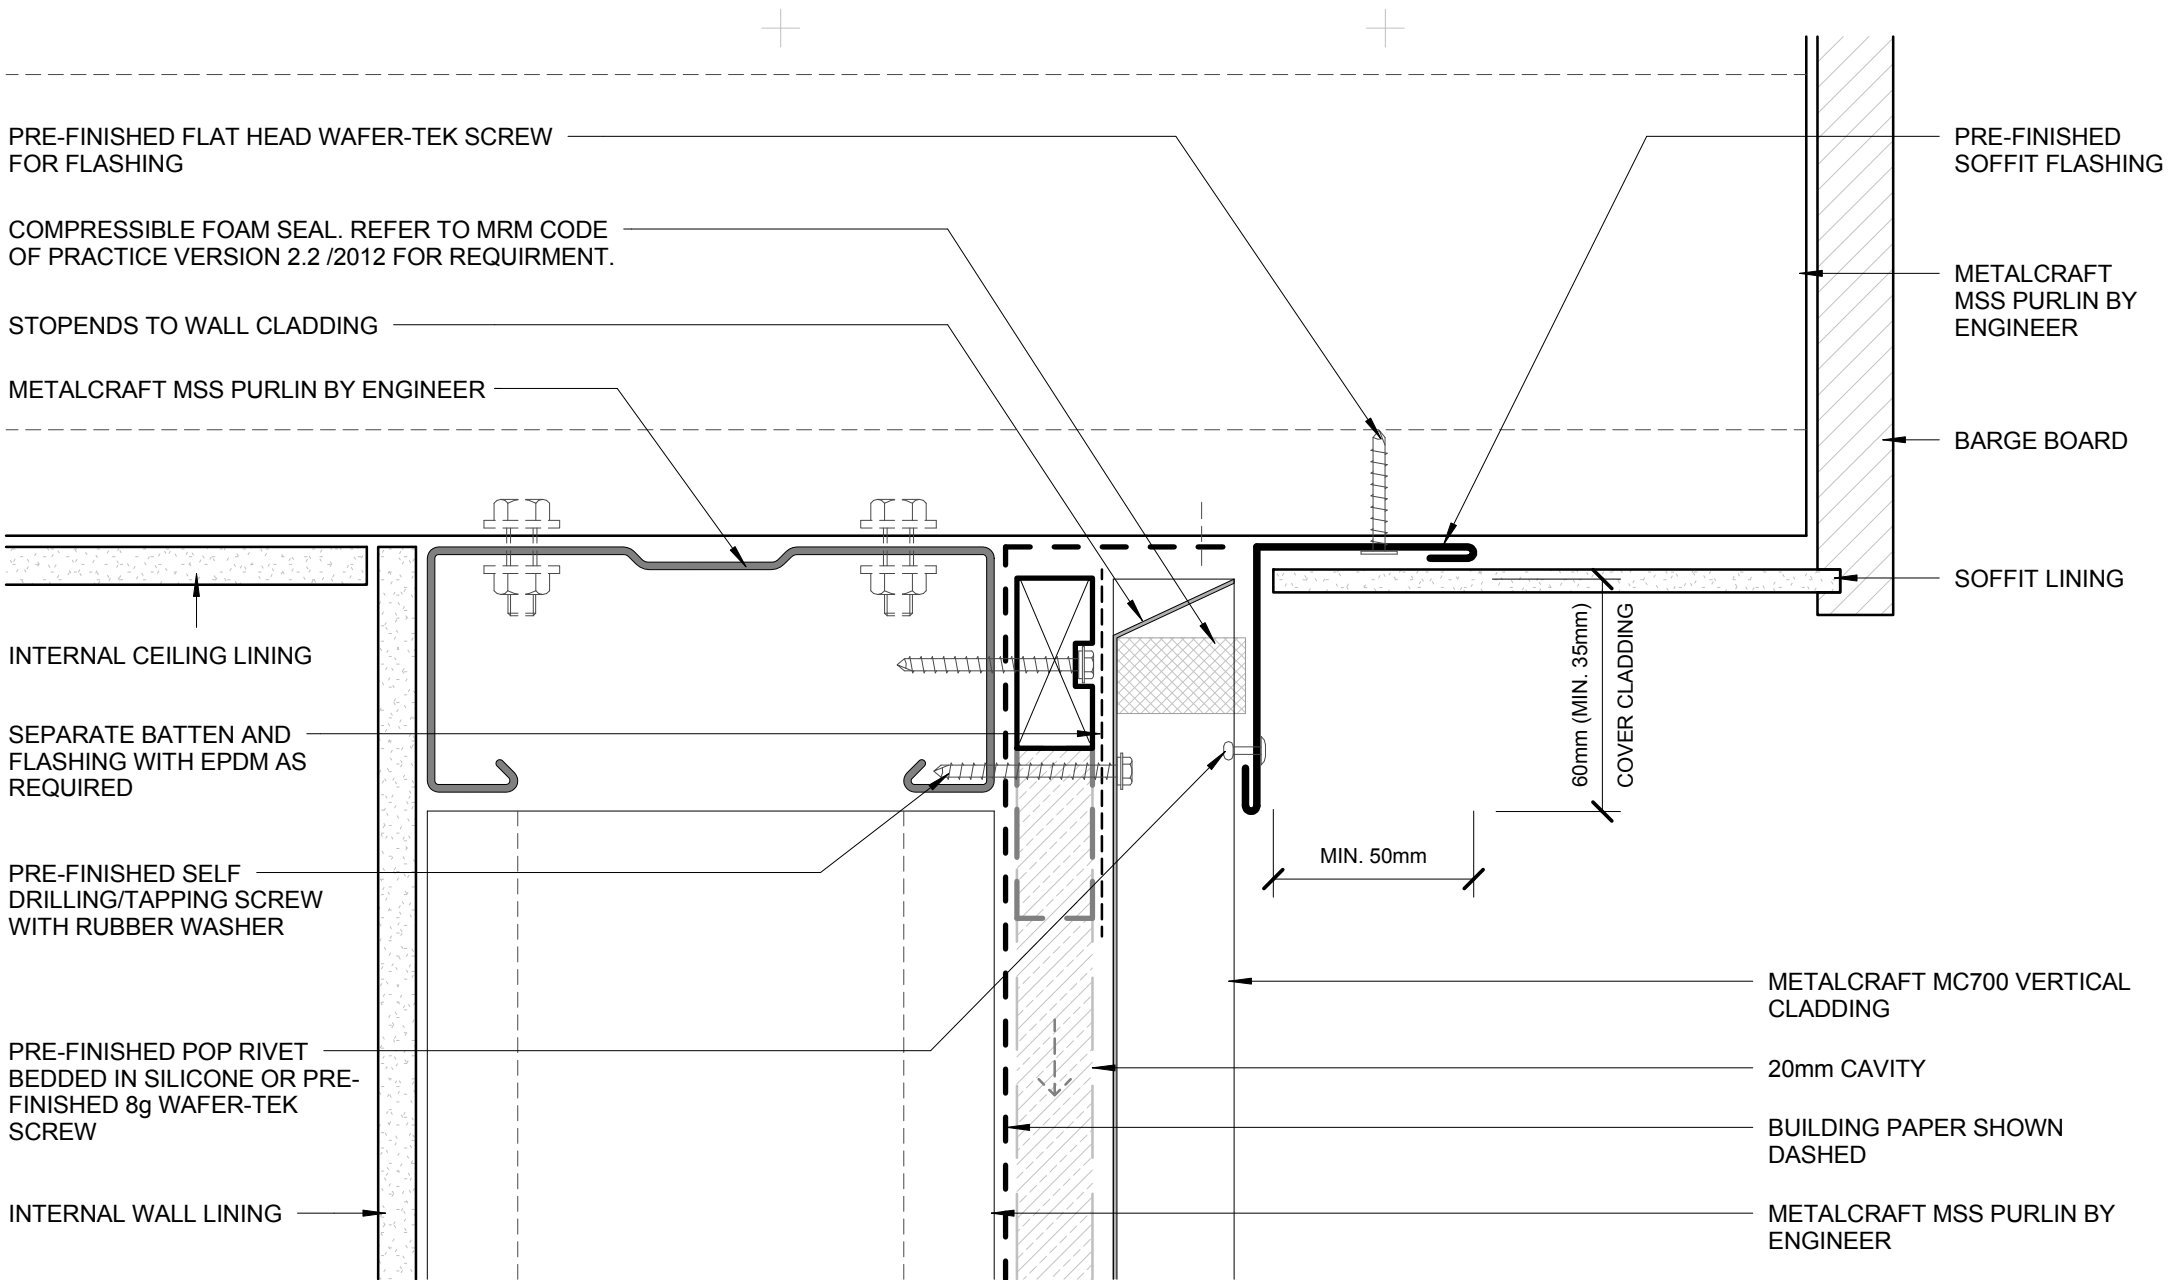 PRE-FINISHED FLAT HEAD WAFER-TEK SCREW
FOR FLASHING
COMPRESSIBLE FOAM SEAL. REFER TO MRM CODE
OF PRACTICE VERSION 2.2 /2012 FOR REQUIRMENT.
STOPENDS TO WALL CLADDING
METALCRAFT MSS PURLIN BY ENGINEER
INTERNAL CEILING LINING
SEPARATE BATTEN AND
FLASHING WITH EPDM AS
REQUIRED
PRE-FINISHED SELF
DRILLING/TAPPING SCREW
WITH RUBBER WASHER
PRE-FINISHED POP RIVET
BEDDED IN SILICONE OR PRE-
FINISHED 8g WAFER-TEK
SCREW
INTERNAL WALL LINING
60mm (MIN. 35mm)
COVER CLADDING
MIN. 50mm
PRE-FINISHED
SOFFIT FLASHING
METALCRAFT
MSS PURLIN BY
ENGINEER
BARGE BOARD
SOFFIT LINING
METALCRAFT MC700 VERTICAL
CLADDING
20mm CAVITY
BUILDING PAPER SHOWN
DASHED
METALCRAFT MSS PURLIN BY
ENGINEER